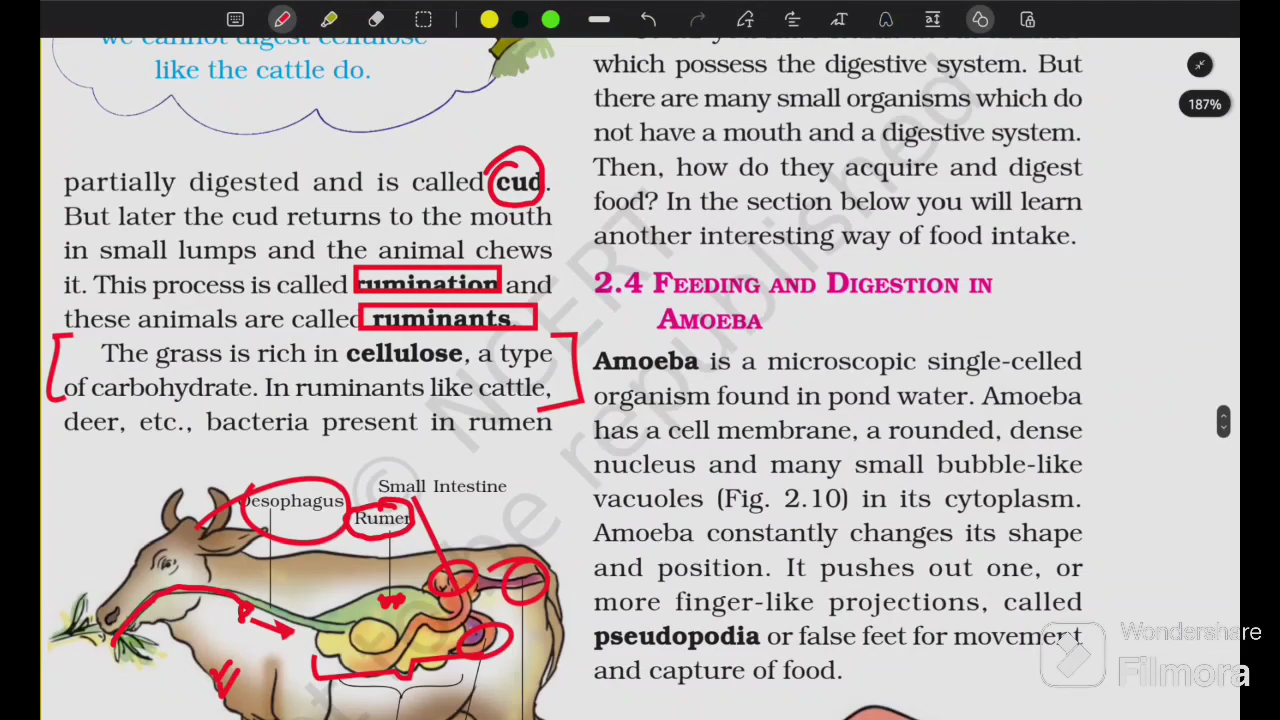 187%
we cannot digest cellulose
like the cattle do.
partially digested and is called cud.
But later the cud returns to the mouth
in small lumps and the animal chews
it. This process is called rumination and
these animals are called ruminants.
The grass is rich in cellulose, a type
of carbohydrate. In ruminants like cattle,
deer, etc., bacteria present in rumen
Small Intestine
Oesophagus
Rumen
which possess the digestive system. But
there are many small organisms which do
not have a mouth and a digestive system.
Then, how do they acquire and digest
food? In the section below you will learn
another interesting way of food intake.
2.4 FEEDING AND DIGESTION IN
AMOEBA
Amoeba is a microscopic single-celled
organism found in pond water. Amoeba
has a cell membrane, a rounded, dense
nucleus and many small bubble-like
vacuoles (Fig. 2.10) in its cytoplasm.
Amoeba constantly changes its shape
and position. It pushes out one, or
more finger-like projections, called
pseudopodia or false feet for movement
and capture of food.
© NCERT
be republished
Wondershare
Filmora